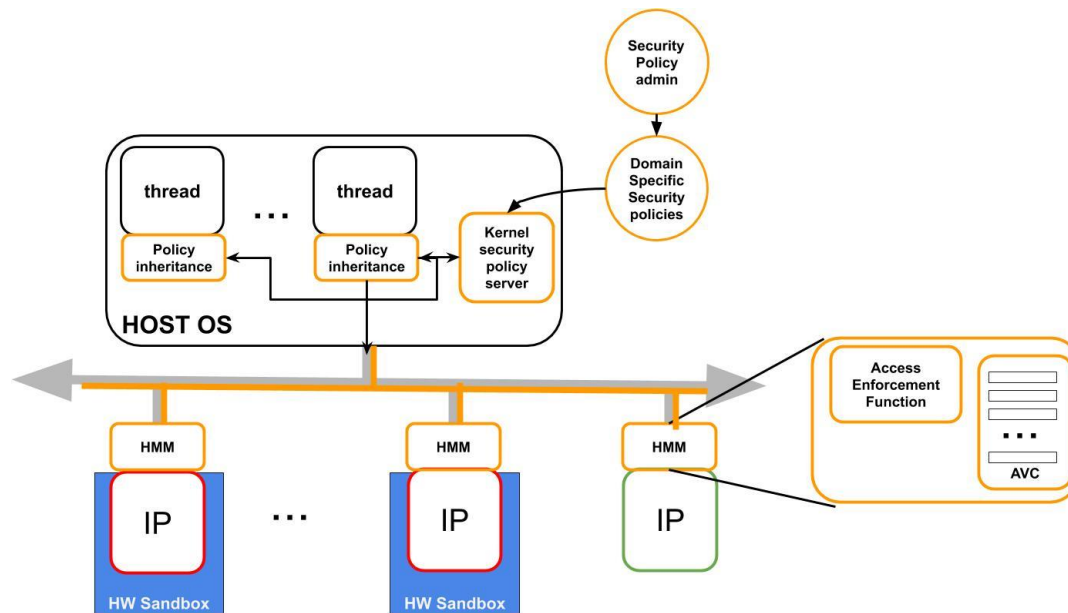 Security
Policy
admin
Domain
Specific
Security
policies
thread
...
thread
Policy
inheritance
Policy
inheritance
Kernel
security
policy
server
HOST OS
HMM
HMM
HMM
IP
...
IP
IP
HW Sandbox
HW Sandbox
Access
Enforcement
Function
...
AVC